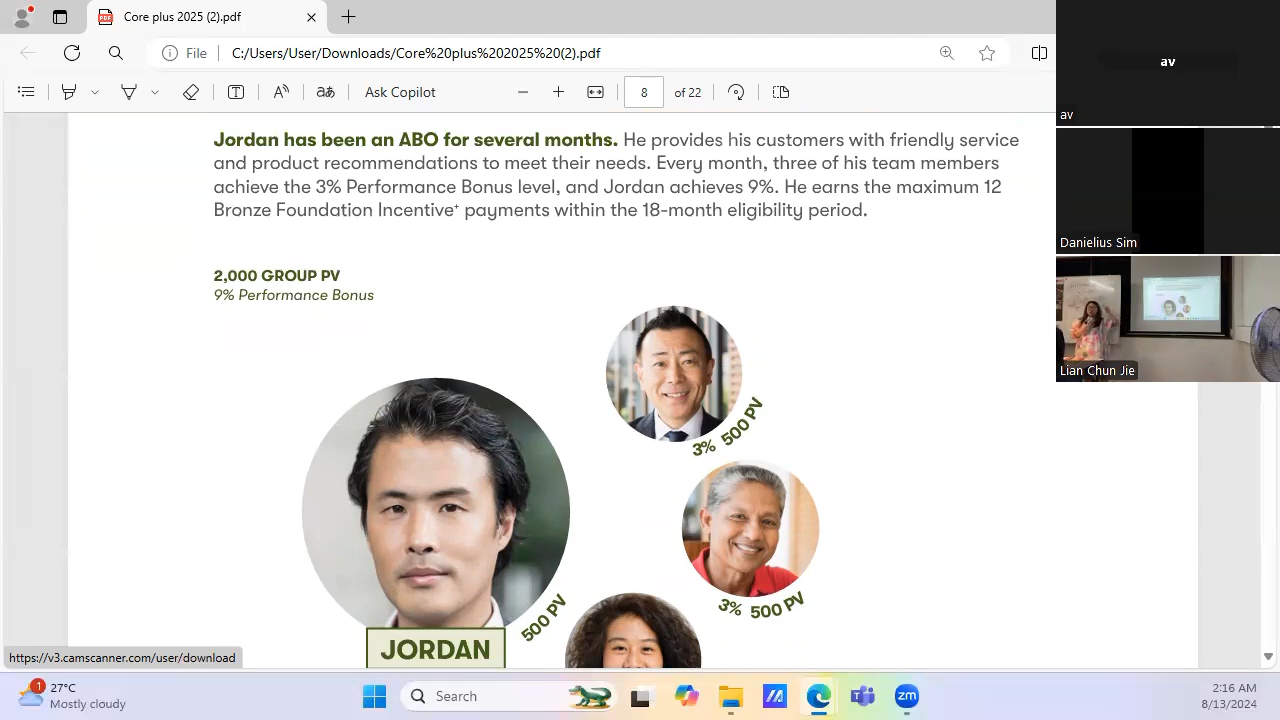 Core plus 2025 (2).pdf
File
C:/Users/User/Downloads/Core%20plus%202025%20(2).pdf
Ask Copilot
8
of 22
av
av
Jordan has been an ABO for several months. He provides his customers with friendly service
and product recommendations to meet their needs. Every month, three of his team members
achieve the 3% Performance Bonus level, and Jordan achieves 9%. He earns the maximum 12
Bronze Foundation Incentive+ payments within the 18-month eligibility period.
Danielius Sim
2,000 GROUP PV
9% Performance Bonus
Lian Chun Jie
3% 500 PV
3% 500 PV
500 PV
JORDAN
https://v3.camscanner.com/user/download
1
27°C
Mostly cloudy
Search
zm
2:16 AM
8/13/2024